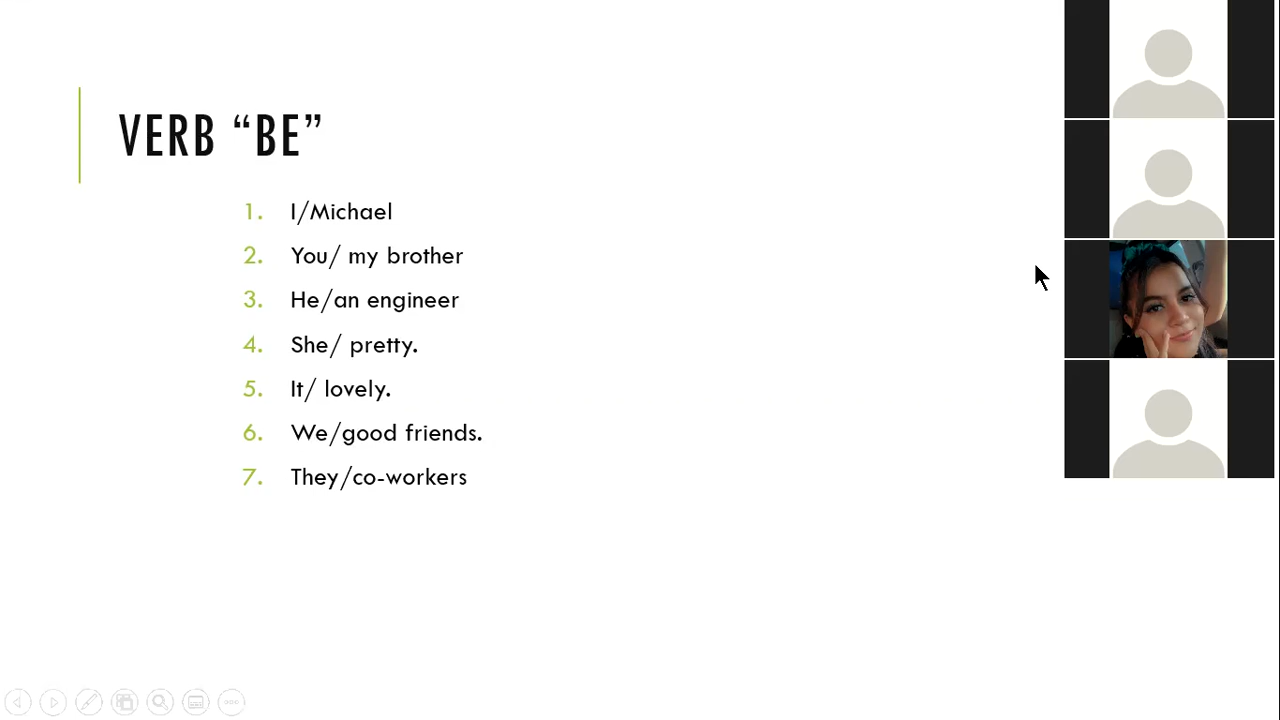 VERB “BE”
1. I/Michael
2. You/ my brother
3. He/an engineer
4. She/ pretty.
5. It/ lovely.
6. We/good friends.
7. They/co-workers